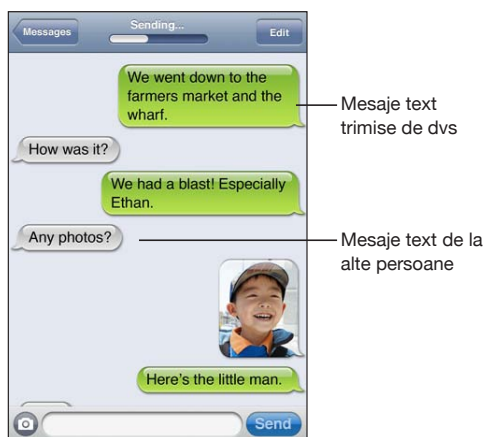 Messages
Sending...
Edit
We went down to the
farmers market and the
wharf.
Mesaje text
trimise de dvs
How was it?
We had a blast! Especially
Ethan.
Any photos?
Mesaje text de la
alte persoane
Here's the little man.
Send